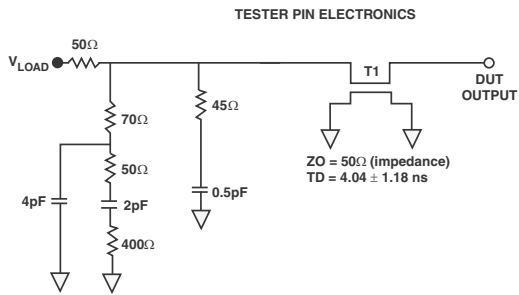 TESTER PIN ELECTRONICS
50Ω
VLOAD
T1
DUT
OUTPUT
70Ω
45Ω
50Ω
4pF
2pF
0.5pF
400Ω
ZO = 50Ω (impedance)
TD = 4.04 ± 1.18 ns